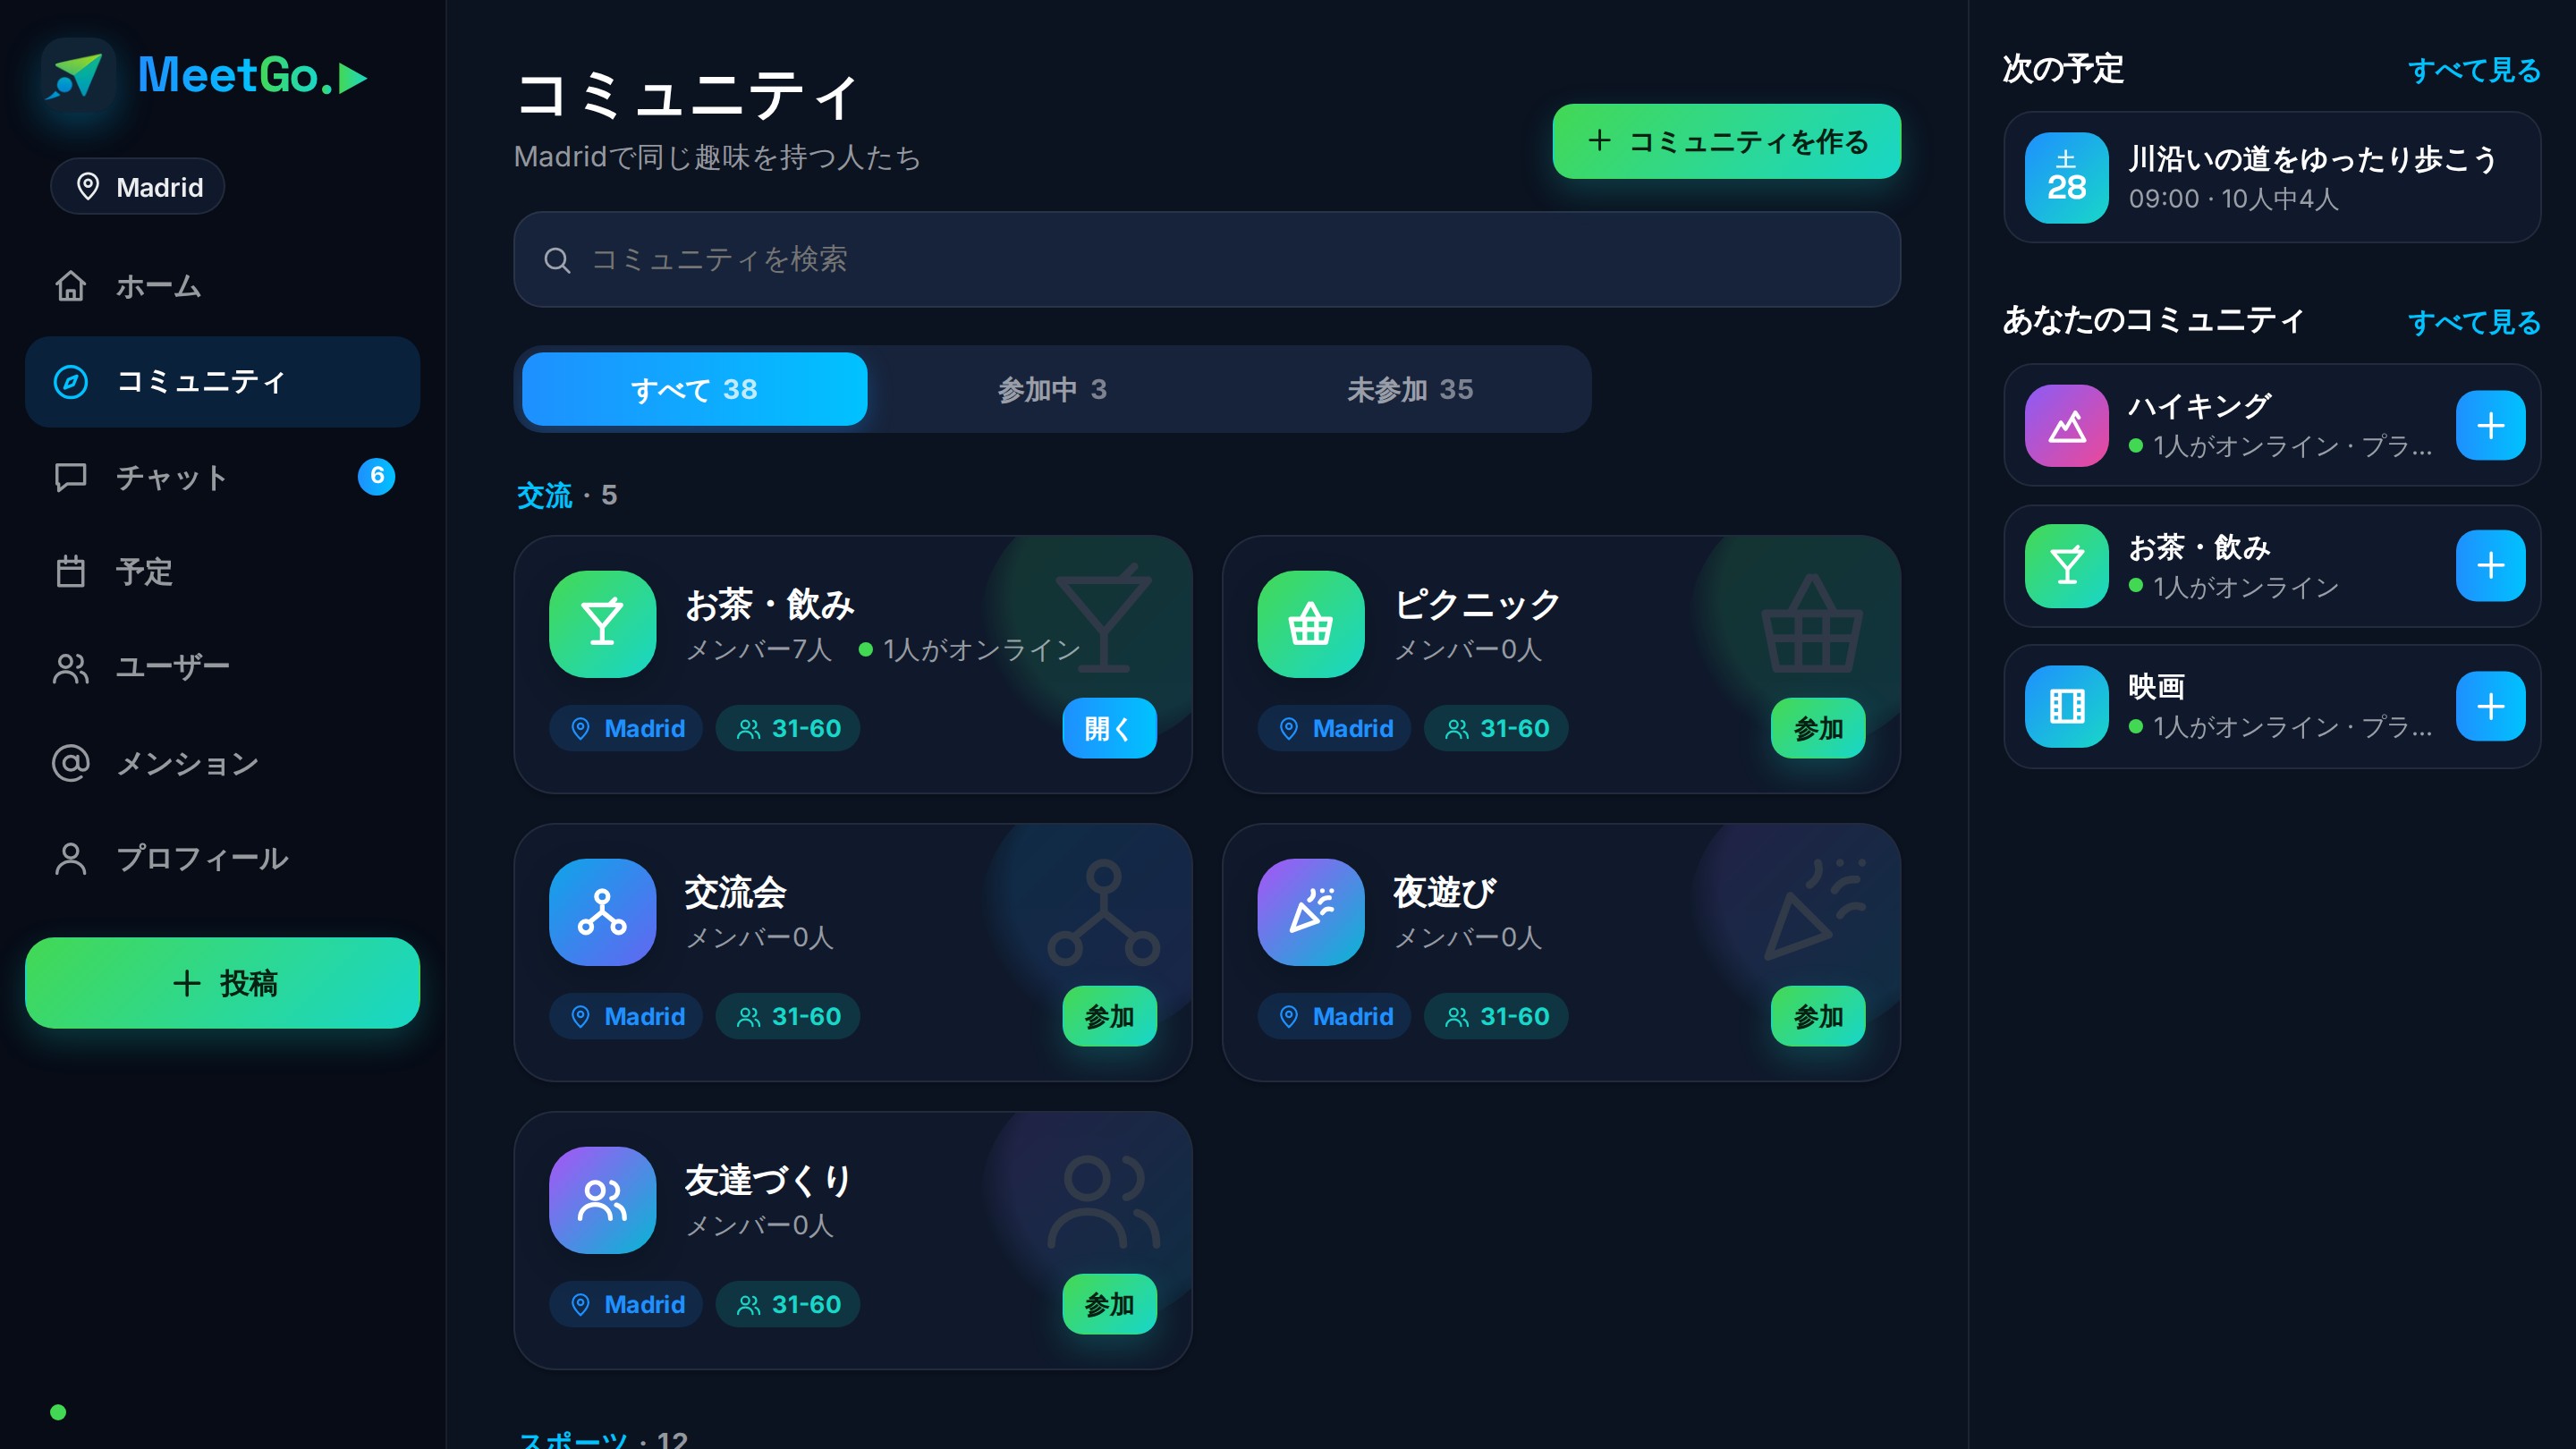 MeetGo.
Madrid
ホーム
コミュニティ
チャット 6
予定
ユーザー
メンション
プロフィール
投稿
コミュニティ
Madridで同じ趣味を持つ人たち
コミュニティを作る
コミュニティを検索
すべて 38
参加中 3
未参加 35
交流 · 5
お茶・飲み
メンバー7人 1人がオンライン
Madrid 31-60 開く
ピクニック
メンバー0人
Madrid 31-60 参加
交流会
メンバー0人
Madrid 31-60 参加
夜遊び
メンバー0人
Madrid 31-60 参加
友達づくり
メンバー0人
Madrid 31-60 参加
スポーツ · 12
次の予定 すべて見る
土
28
川沿いの道をゆったり歩こう
09:00 · 10人中4人
あなたのコミュニティ すべて見る
ハイキング
1人がオンライン · プラ...
お茶・飲み
1人がオンライン
映画
1人がオンライン · プラ...